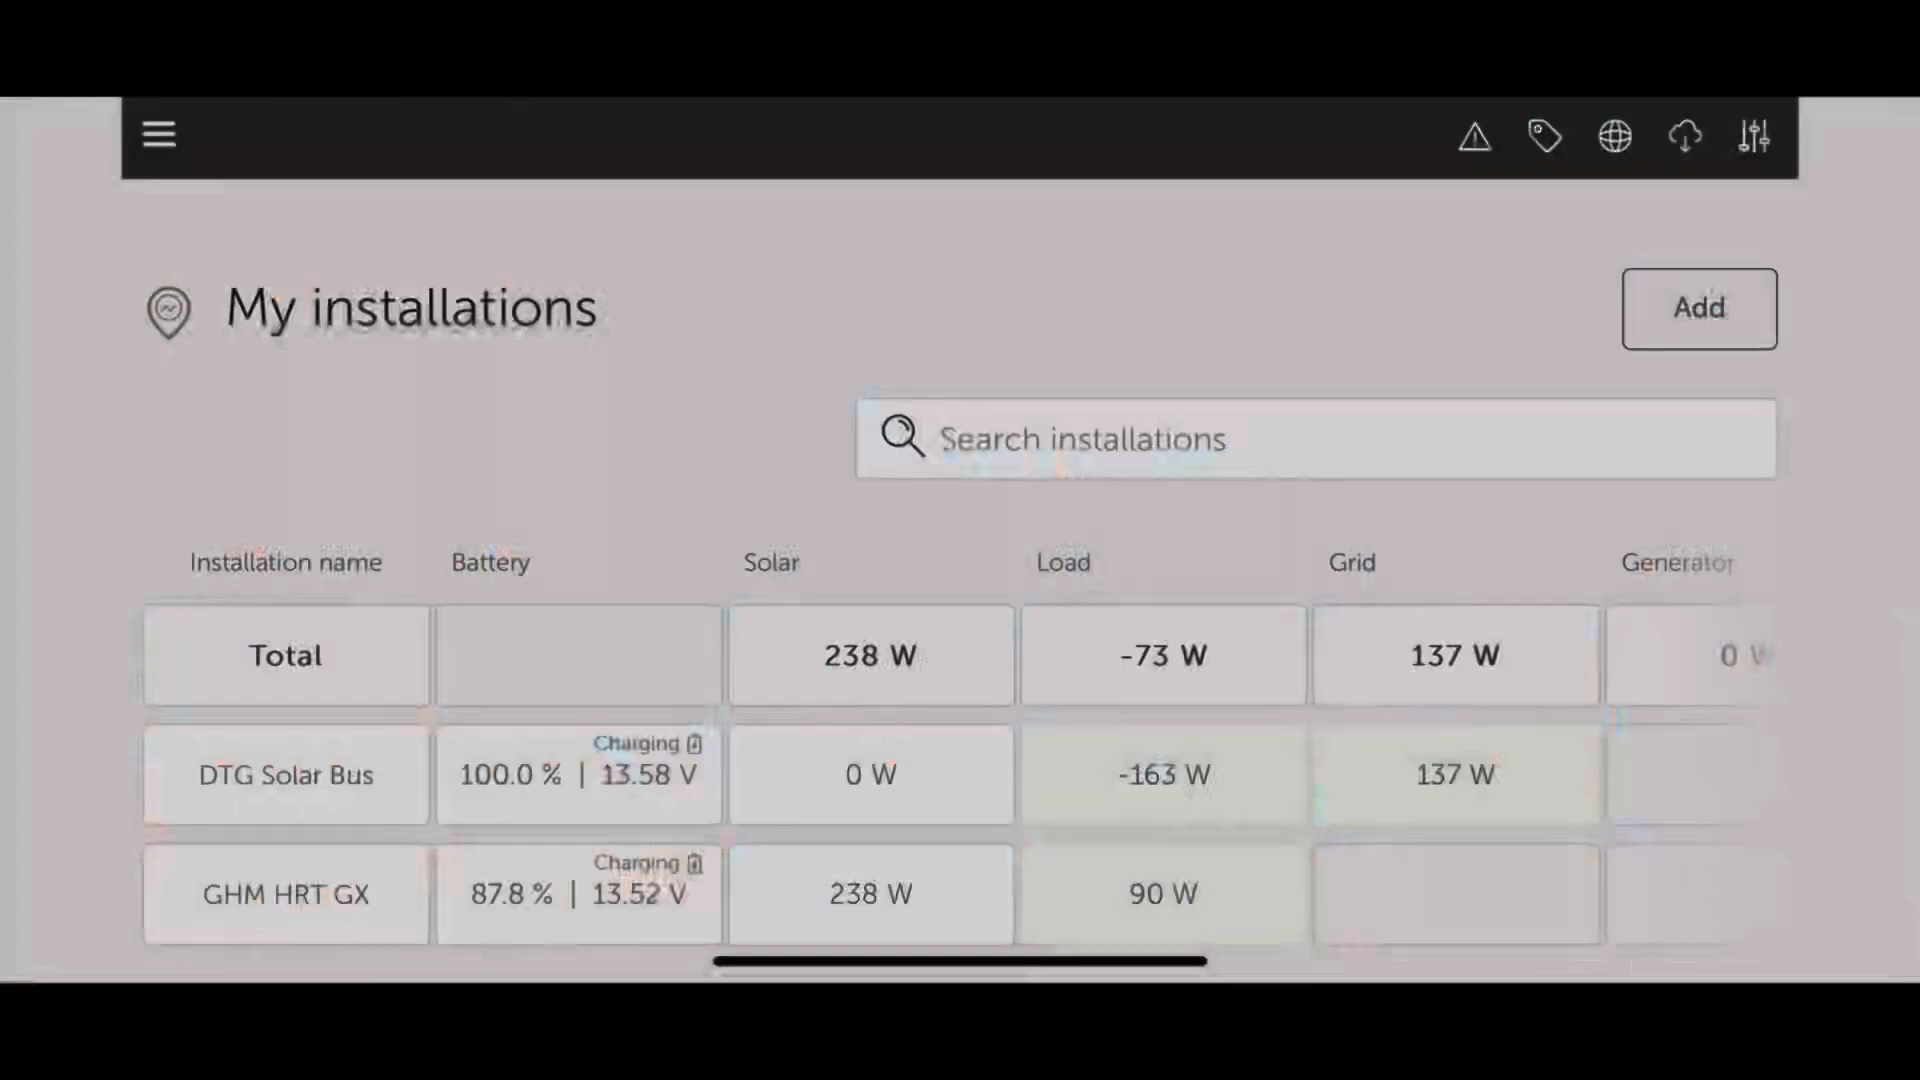 My installations
Add
Search installations
Installation name Battery Solar Load Grid Generator
Total 238 W -73 W 137 W 0 W
Charging
DTG Solar Bus 100.0 % | 13.58 V 0 W -163 W 137 W
Charging
GHM HRT GX 87.8 % | 13.52 V 238 W 90 W